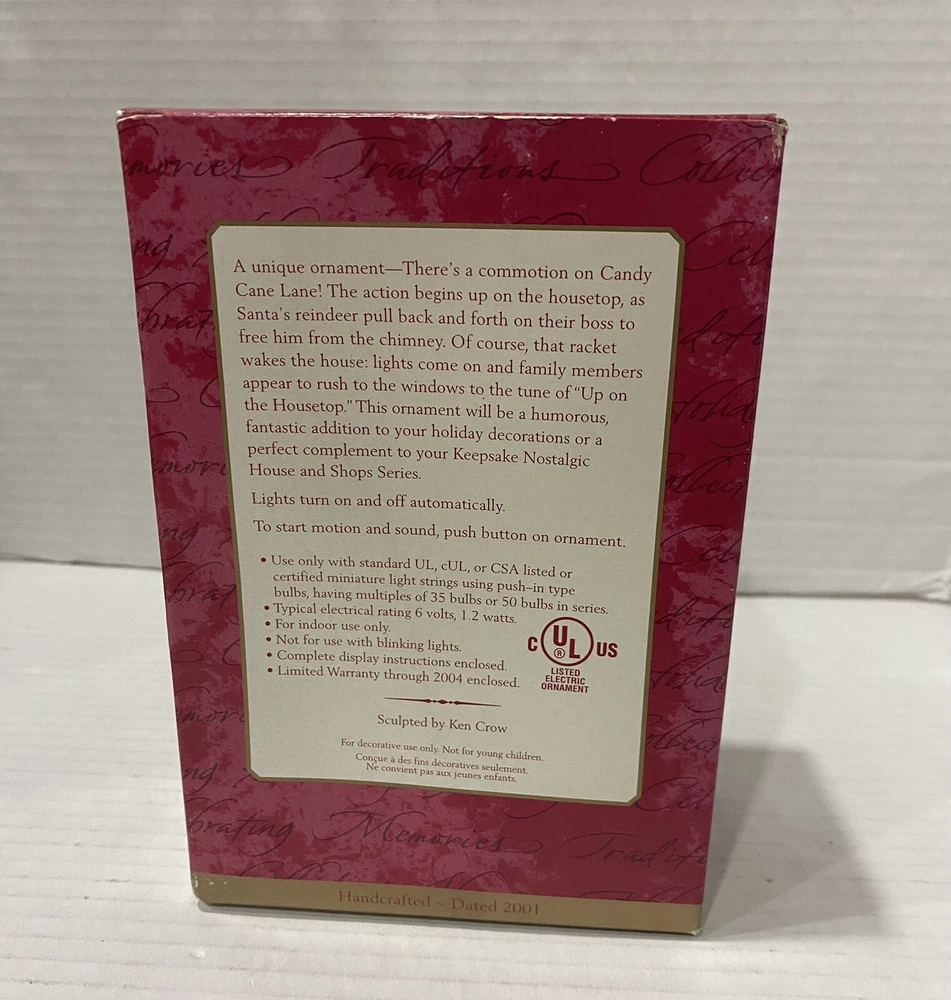 Traditions
A unique ornament—There's a commotion on Candy
Cane Lane! The action begins up on the housetop, as
Santa's reindeer pull back and forth on their boss to
free him from the chimney. Of course, that racket
wakes the house: lights come on and family members
appear to rush to the windows to the tune of "Up on
the Housetop." This ornament will be a humorous,
fantastic addition to your holiday decorations or a
perfect complement to your Keepsake Nostalgic
House and Shops Series.
Lights turn on and off automatically.
To start motion and sound, push button on ornament.
• Use only with standard UL, cUL, or CSA listed or
certified miniature light strings using push–in type
bulbs, having multiples of 35 bulbs or 50 bulbs in series.
• Typical electrical rating 6 volts, 1.2 watts.
• For indoor use only.
• Not for use with blinking lights.
• Complete display instructions enclosed.
• Limited Warranty through 2004 enclosed.
C UL ® US
LISTED
ELECTRIC
ORNAMENT
Sculpted by Ken Crow
For decorative use only. Not for young children.
Conçue à des fins décoratives seulement.
Ne convient pas aux jeunes enfants.
Memories
Handcrafted ~ Dated 2001